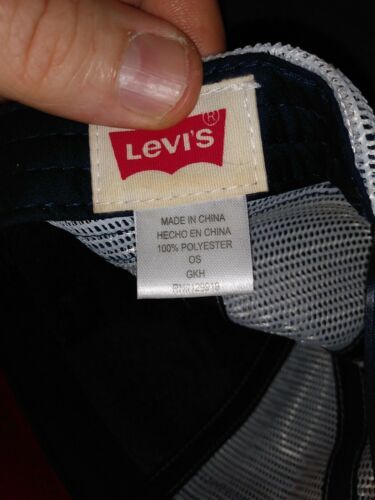 LEVI'S ®
MADE IN CHINA
HECHO EN CHINA
100% POLYESTER
OS
GKH